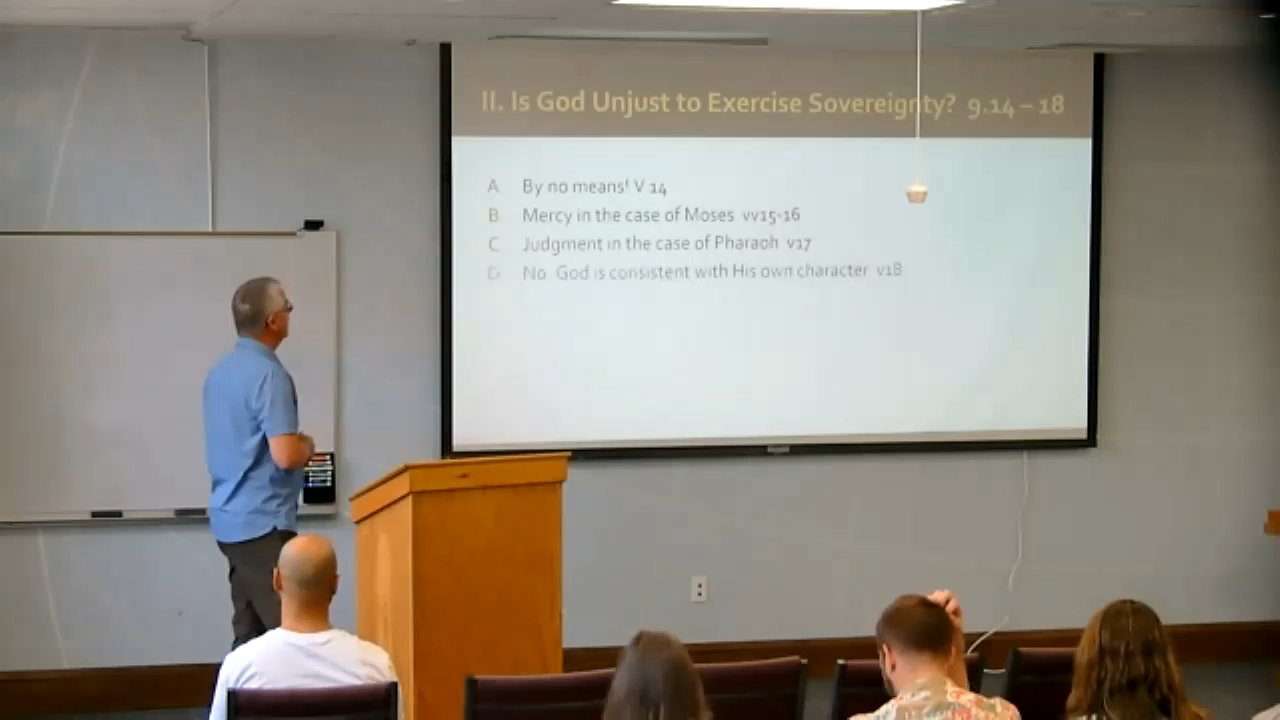 II. Is God Unjust to Exercise Sovereignty? 9.14 – 18
A. By no means! V 14
B. Mercy in the case of Moses vv15-16
C. Judgment in the case of Pharaoh v17
D. No God is consistent with His own character v18